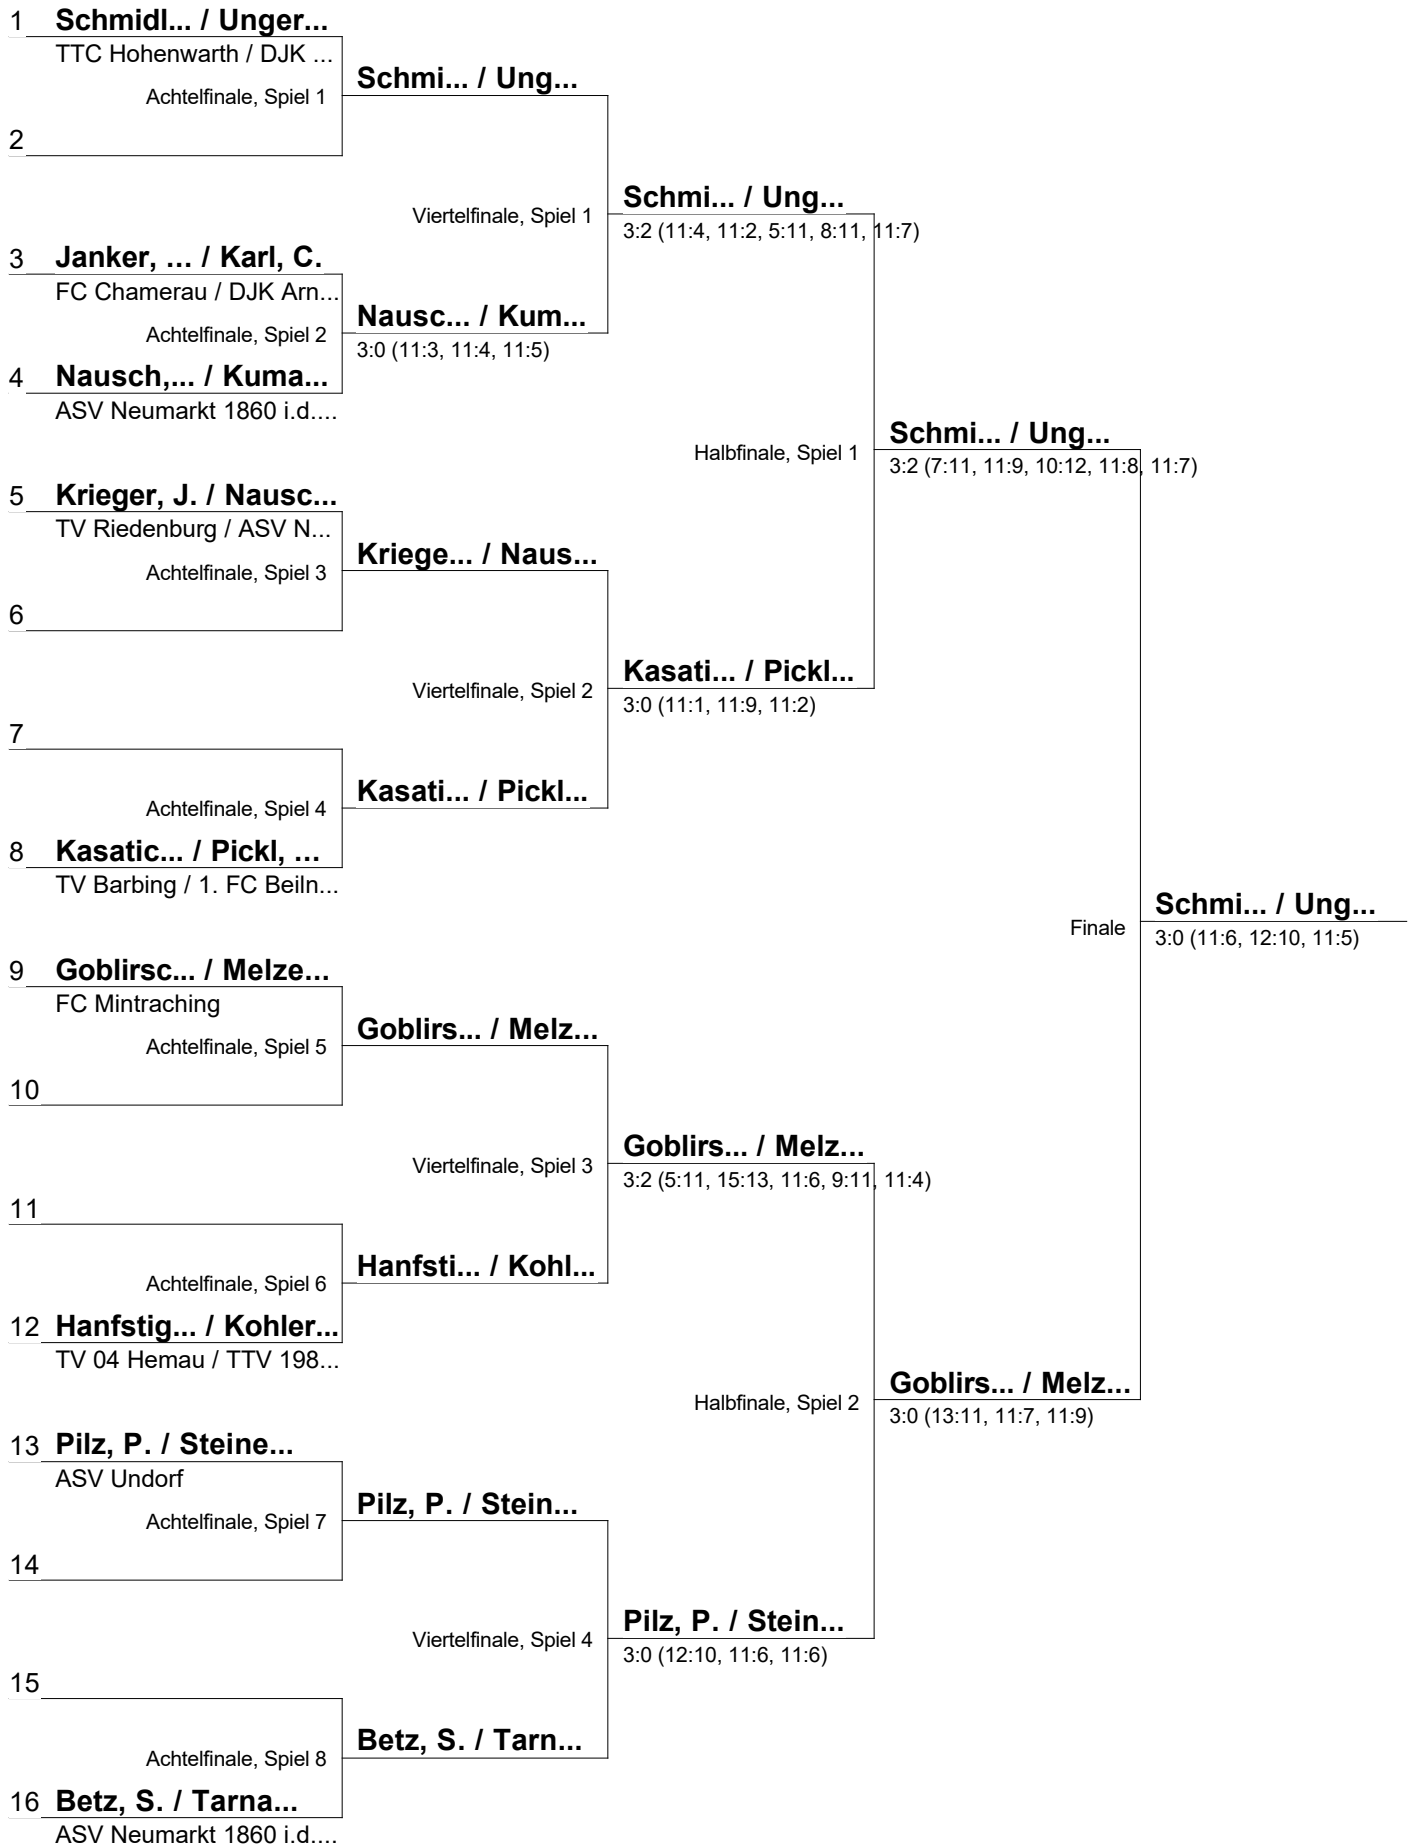 1 Schmidl... / Unger...
TTC Hohenwarth / DJK ...
Schmi... / Ung...
Achtelfinale, Spiel 1
2
Schmi... / Ung...
Viertelfinale, Spiel 1
3:2 (11:4, 11:2, 5:11, 8:11, 11:7)
3 Janker, ... / Karl, C.
FC Chamerau / DJK Arn...
Nausc... / Kum...
Achtelfinale, Spiel 2
3:0 (11:3, 11:4, 11:5)
4 Nausch,... / Kuma...
ASV Neumarkt 1860 i.d....
Schmi... / Ung...
Halbfinale, Spiel 1
3:2 (7:11, 11:9, 10:12, 11:8, 11:7)
5 Krieger, J. / Nausc...
TV Riedenburg / ASV N...
Kriege... / Naus...
Achtelfinale, Spiel 3
6
Kasati... / Pickl...
Viertelfinale, Spiel 2
3:0 (11:1, 11:9, 11:2)
7
Kasati... / Pickl...
Achtelfinale, Spiel 4
8 Kasatic... / Pickl, ...
TV Barbing / 1. FC Beiln...
Schmi... / Ung...
Finale
3:0 (11:6, 12:10, 11:5)
9 Goblirsc... / Melze...
FC Mintraching
Goblirs... / Melz...
Achtelfinale, Spiel 5
10
Goblirs... / Melz...
Viertelfinale, Spiel 3
3:2 (5:11, 15:13, 11:6, 9:11, 11:4)
11
Hanfsti... / Kohl...
Achtelfinale, Spiel 6
12 Hanfstig... / Kohler...
TV 04 Hemau / TTV 198...
Goblirs... / Melz...
Halbfinale, Spiel 2
3:0 (13:11, 11:7, 11:9)
13 Pilz, P. / Steine...
ASV Undorf
Pilz, P. / Stein...
Achtelfinale, Spiel 7
14
Pilz, P. / Stein...
Viertelfinale, Spiel 4
3:0 (12:10, 11:6, 11:6)
15
Betz, S. / Tarn...
Achtelfinale, Spiel 8
16 Betz, S. / Tarna...
ASV Neumarkt 1860 i.d....